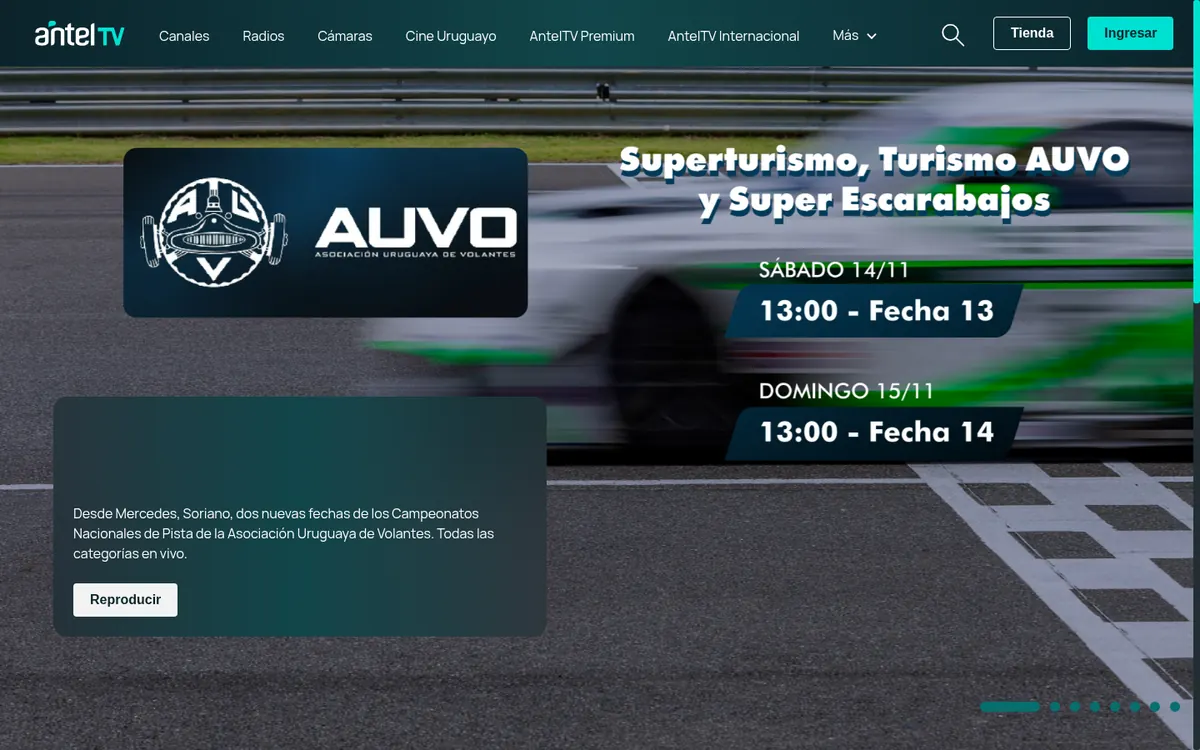 antel TV
Canales
Radios
Cámaras
Cine Uruguayo
AntelTV Premium
AntelTV Internacional
Más
Tienda
Ingresar
AUVO
ASOCIACIÓN URUGUAYA DE VOLANTES
Superturismo, Turismo AUVO
y Super Escarabajos
SÁBADO 14/11
13:00 - Fecha 13
DOMINGO 15/11
13:00 - Fecha 14
Desde Mercedes, Soriano, dos nuevas fechas de los Campeonatos
Nacionales de Pista de la Asociación Uruguaya de Volantes. Todas las
categorías en vivo.
Reproducir